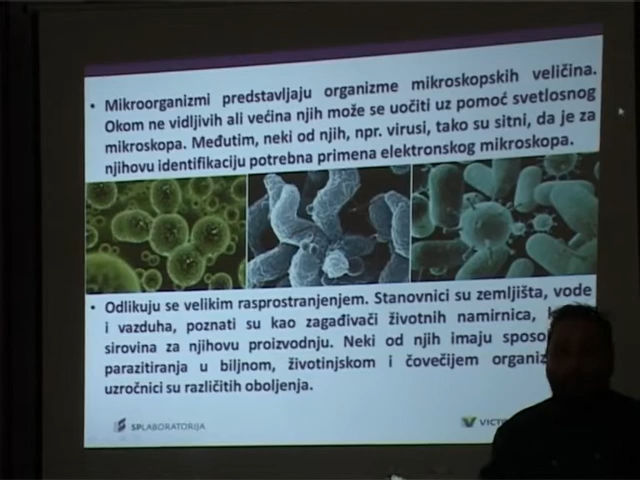 • Mikroorganizmi predstavljaju organizme mikroskopskih veličina.
Okom ne vidljivih ali većina njih može se uočiti uz pomoć svetlosnog
mikroskopa. Međutim, neki od njih, npr. virusi, tako su sitni, da je za
njihovu identifikaciju potrebna primena elektronskog mikroskopa.
• Odlikuju se velikim rasprostranjenjem. Stanovnici su zemljišta, vode
i vazduha, poznati su kao zagađivači životnih namirnica,
sirovina za njihovu proizvodnju. Neki od njih imaju
parazitiranja u biljnom, životinjskom i čovečijem
uzročnici su različitih oboljenja.
SPLABORATORIJA